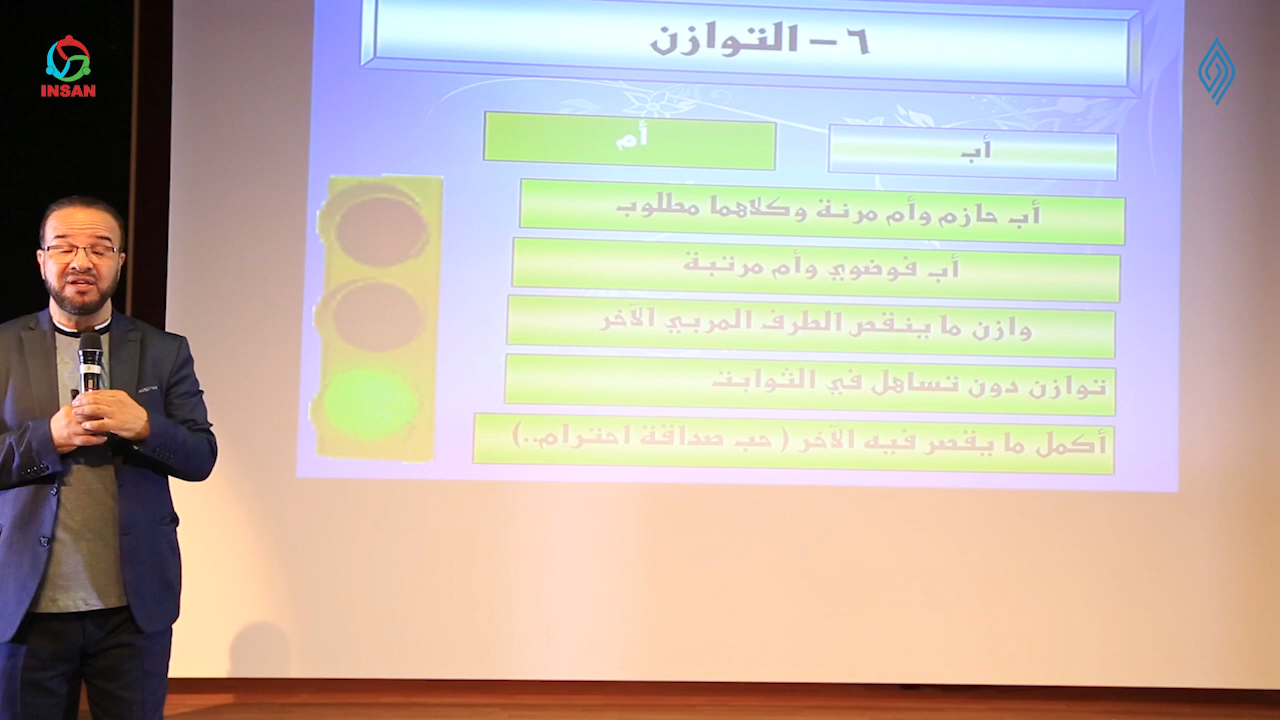 INSAN
٦ – التوازن
أب
أم
أب حازم وأم مرنة وكلاهما مطلوب
أب فوضوي وأم مرتبة
وازن ما ينقص الطرف المربي الآخر
توازن دون تساهل في الثوابت
أكمل ما يقصر فيه الآخر ( حب صداقة احترام..)